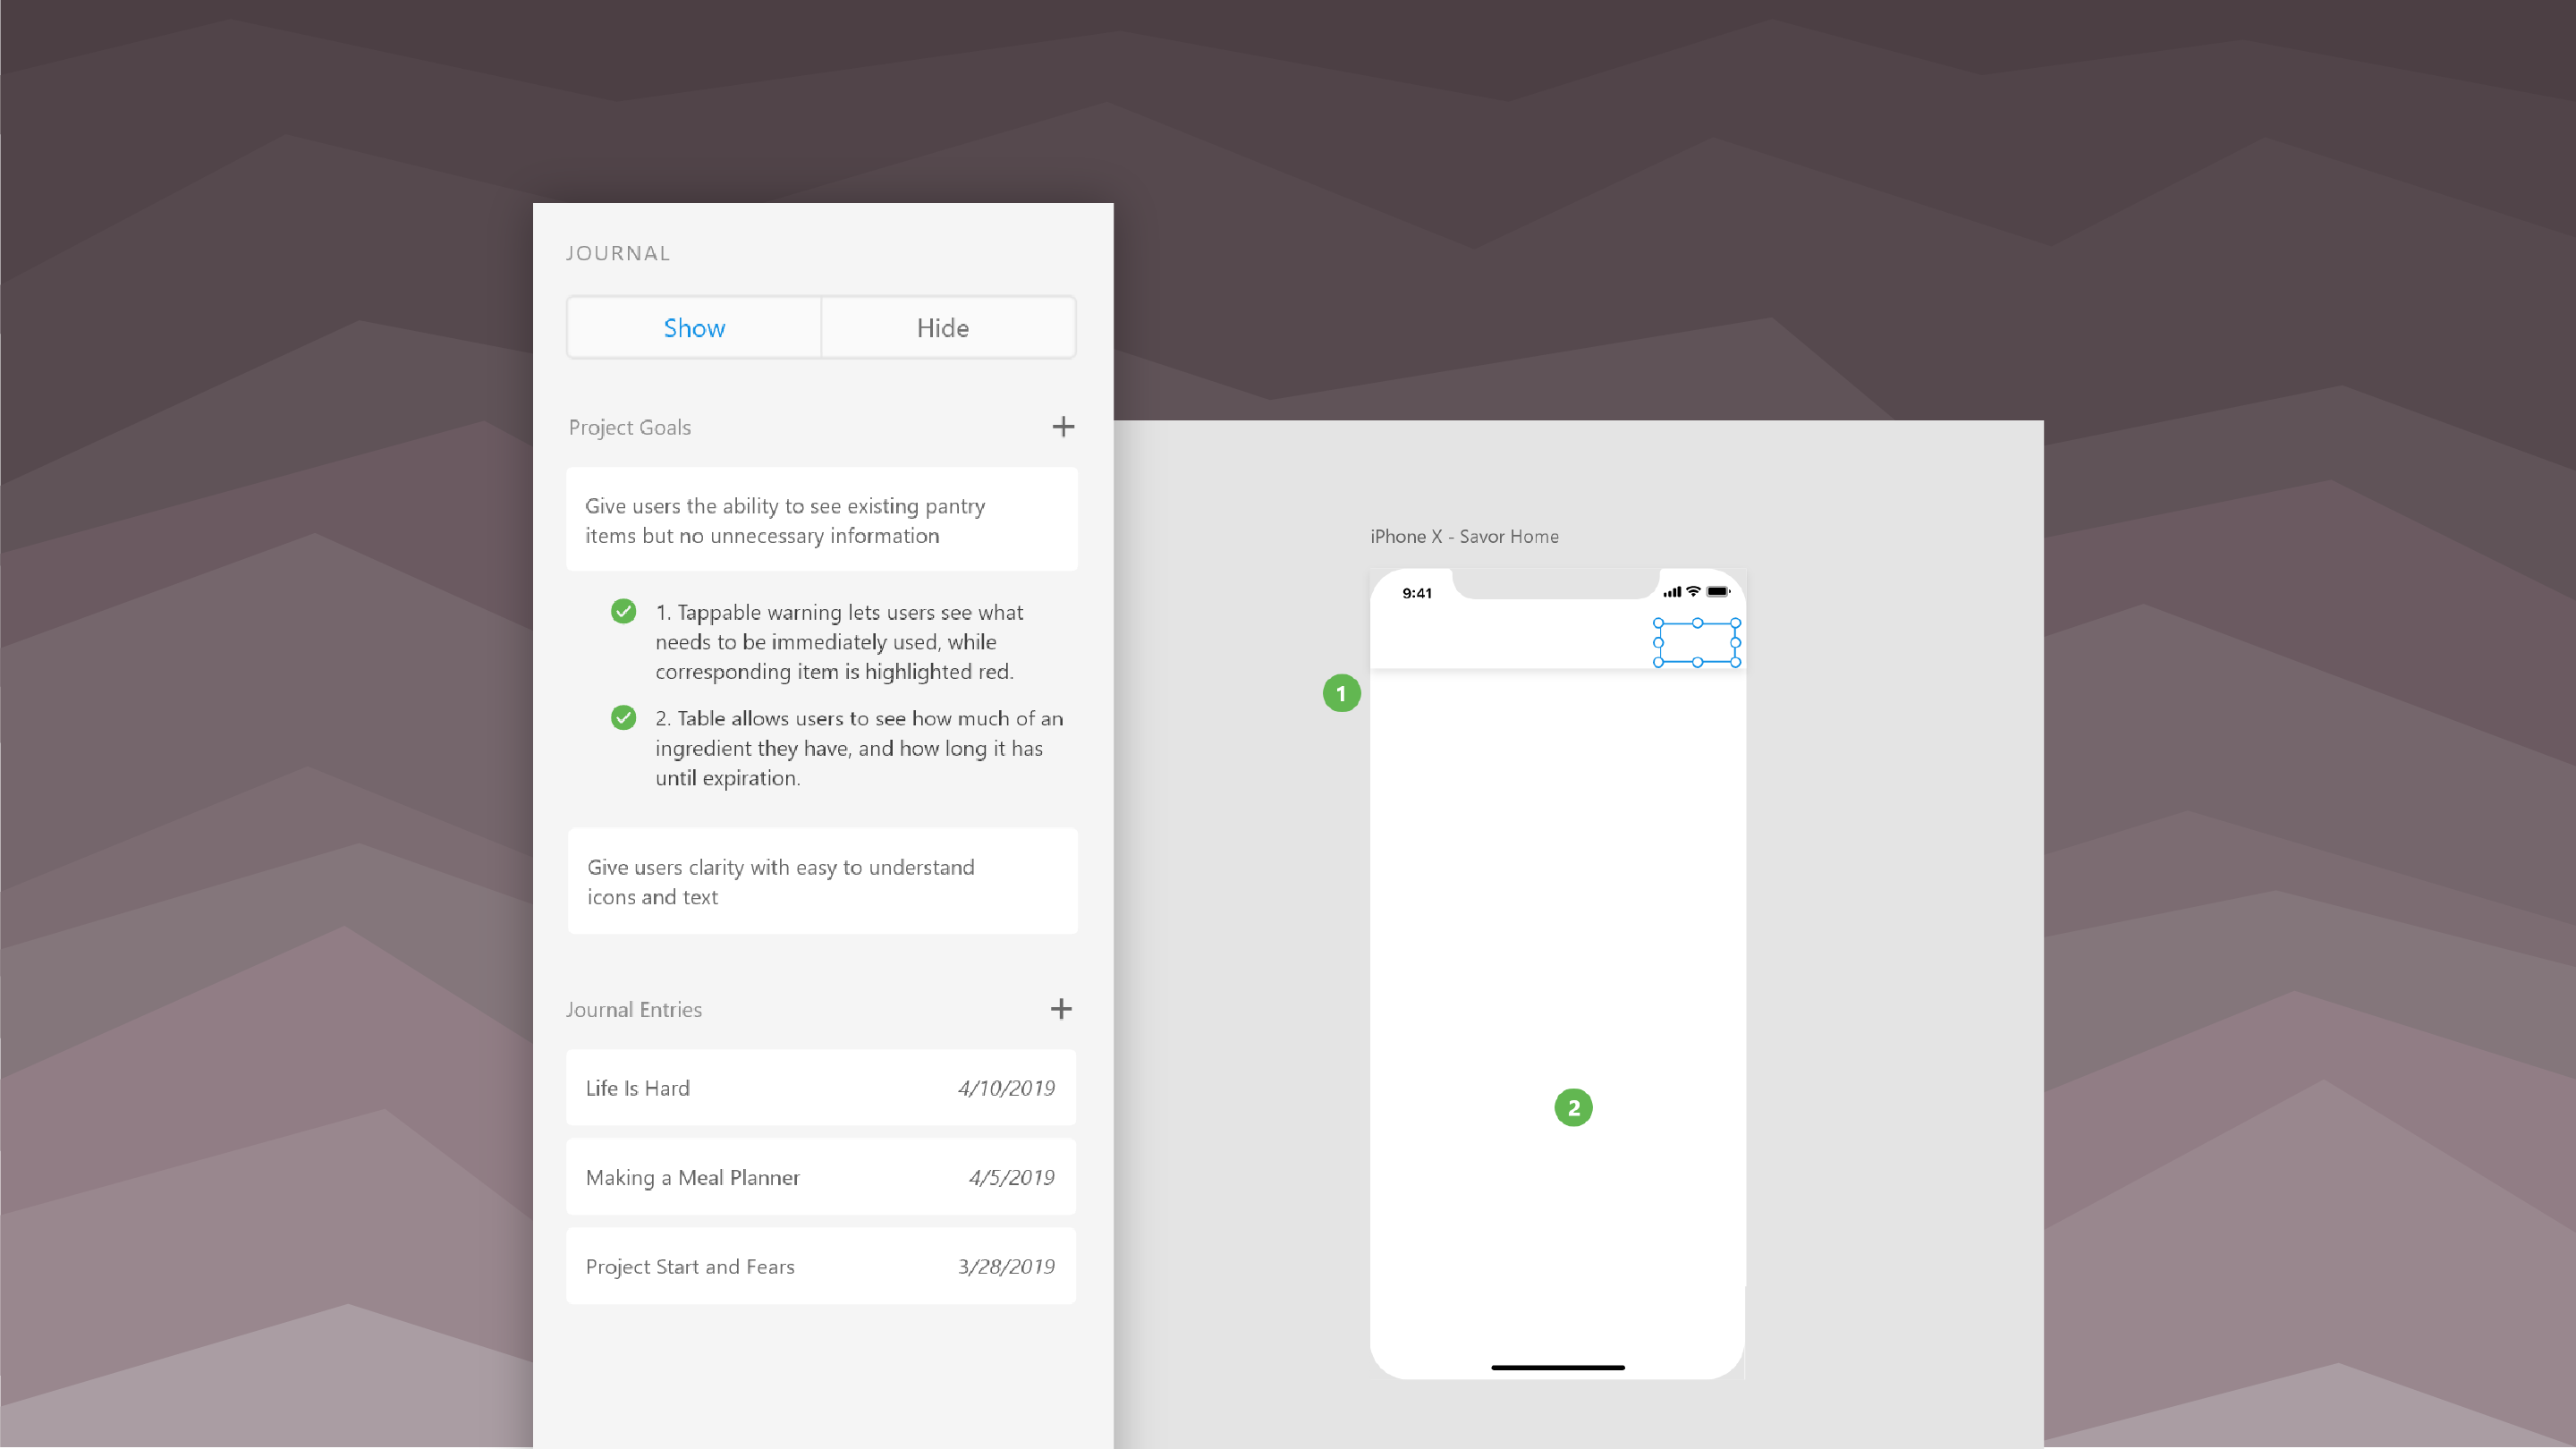 JOURNAL
Show
Hide
Project Goals
Give users the ability to see existing pantry
items but no unnecessary information
1. Tappable warning lets users see what
needs to be immediately used, while
corresponding item is highlighted red.
2. Table allows users to see how much of an
ingredient they have, and how long it has
until expiration.
Give users clarity with easy to understand
icons and text
Journal Entries
Life Is Hard 4/10/2019
Making a Meal Planner 4/5/2019
Project Start and Fears 3/28/2019
iPhone X - Savor Home
9:41
1
2